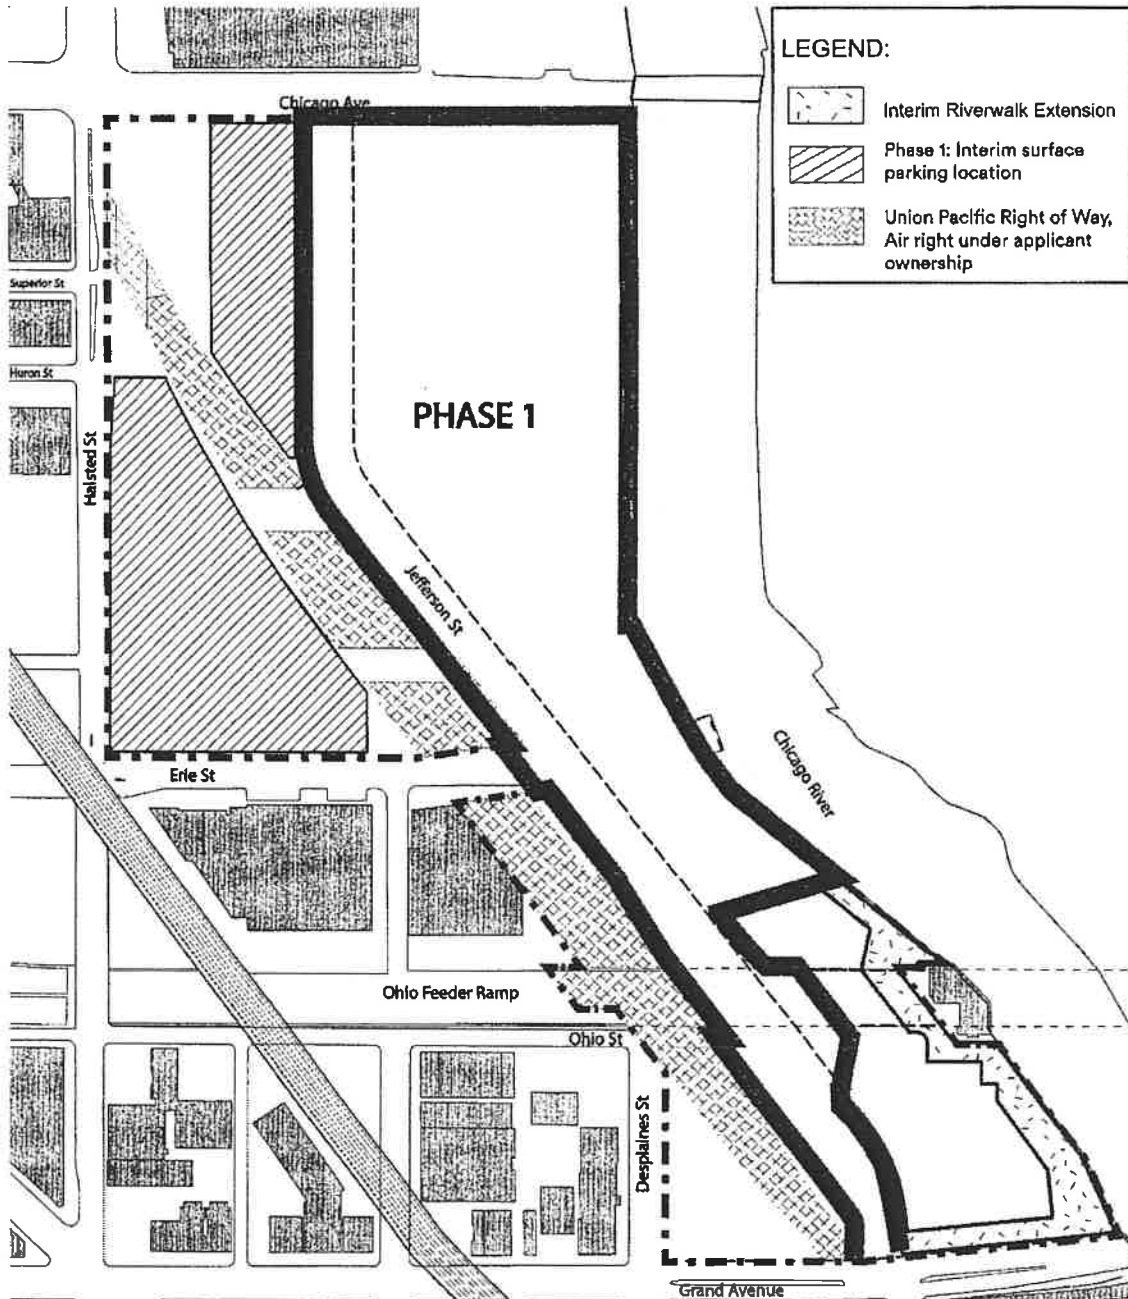 LEGEND:
Interim Riverwalk Extension
Phase 1: Interim surface
parking location
Union Pacific Right of Way,
Air right under applicant
ownership
Chicago Ave
Superior St
Huron St
Halsted St
PHASE 1
Jefferson St
Chicago River
Erie St
Ohio Feeder Ramp
Ohio St
Desplaines St
Grand Avenue